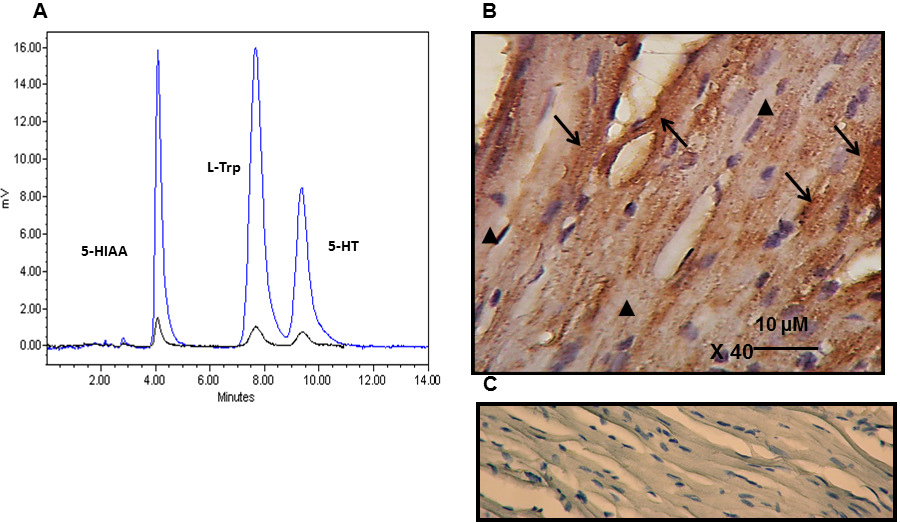 A
B
16.00
14.00
12.00
10.00
8.00
6.00
4.00
2.00
0.00
mV
5-HIAA
L-Trp
5-HT
2.00 4.00 6.00 8.00 10.00 12.00 14.00
Minutes
10 µM
X 40
C